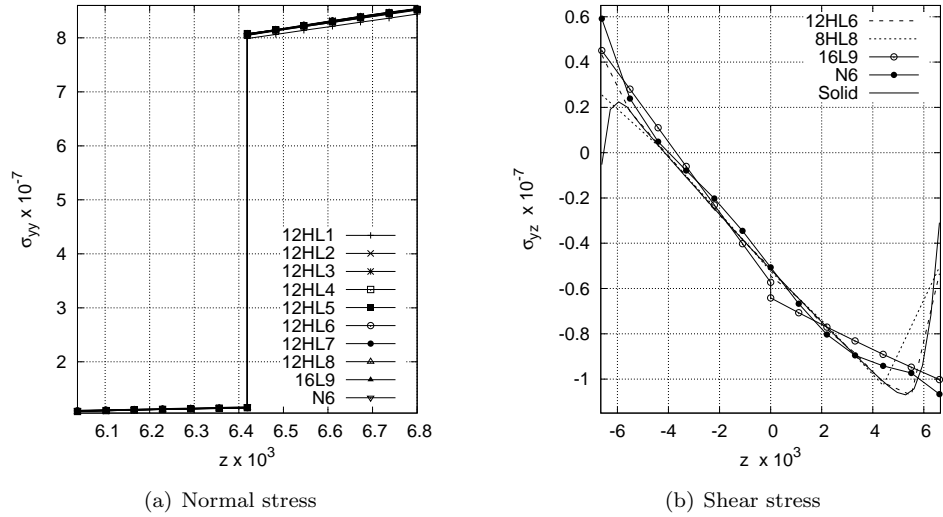 8
7
6
5
4
3
2
σyy x 10-7
12HL1
12HL2
12HL3
12HL4
12HL5
12HL6
12HL7
12HL8
16L9
N6
6.1 6.2 6.3 6.4 6.5 6.6 6.7 6.8
z x 10³
(a) Normal stress
0.6
0.4
0.2
0
-0.2
-0.4
-0.6
-0.8
-1
σyz x 10-7
12HL6
8HL8
16L9
N6
Solid
-6 -4 -2 0 2 4 6
z x 10³
(b) Shear stress